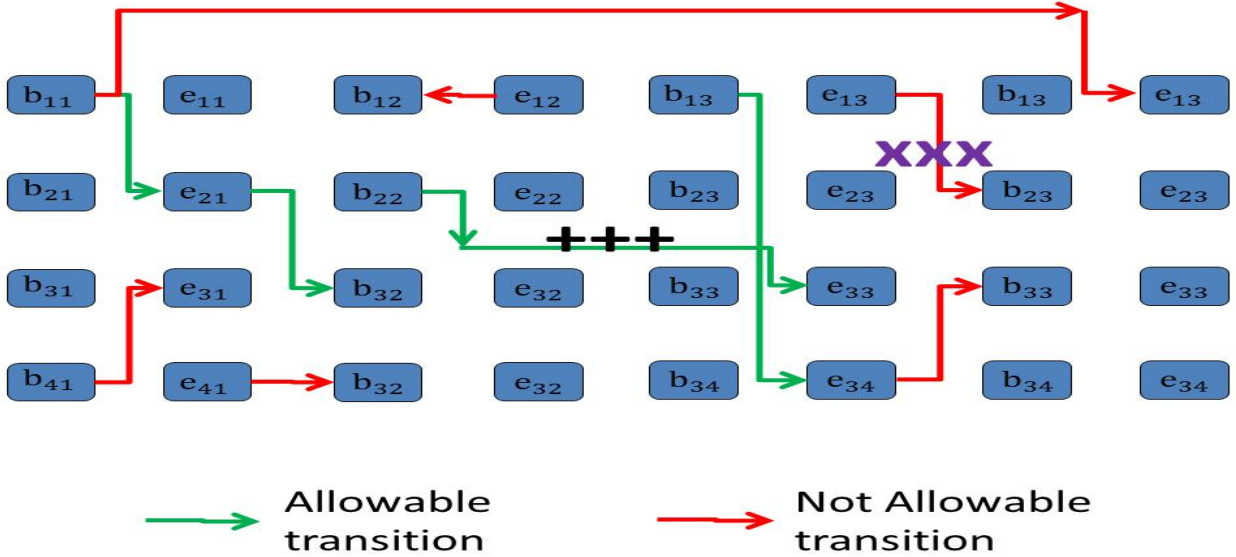 b₁₁ e₁₁ b₁₂ e₁₂ b₁₃ e₁₃ b₁₃ e₁₃
xxx
b₂₁ e₂₁ b₂₂ e₂₂ b₂₃ e₂₃ b₂₃ e₂₃
+++
b₃₁ e₃₁ b₃₂ e₃₂ b₃₃ e₃₃ b₃₃ e₃₃
b₄₁ e₄₁ b₃₂ e₃₂ b₃₄ e₃₄ b₃₄ e₃₄
Allowable
transition
Not Allowable
transition